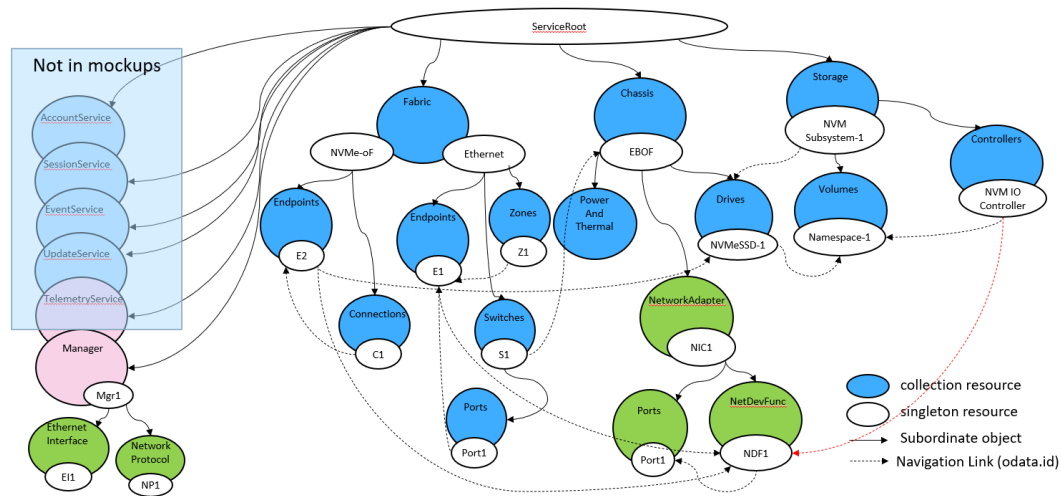 ServiceRoot
Not in mockups
AccountService
SessionService
EventService
UpdateService
TelemetryService
Manager
Mgr1
Ethernet
Interface
EI1
Network
Protocol
NP1
Fabric
NVMe-oF
Ethernet
Endpoints
E2
Connections
C1
Endpoints
E1
Zones
Z1
Switches
S1
Ports
Port1
Chassis
EBOF
Power
And
Thermal
Drives
NVMeSSD-1
NetworkAdapter
NIC1
Ports
Port1
NetDevFunc
NDF1
Storage
NVM
Subsystem-1
Volumes
Namespace-1
Controllers
NVM IO
Controller
collection resource
singleton resource
Subordinate object
Navigation Link (odata.id)